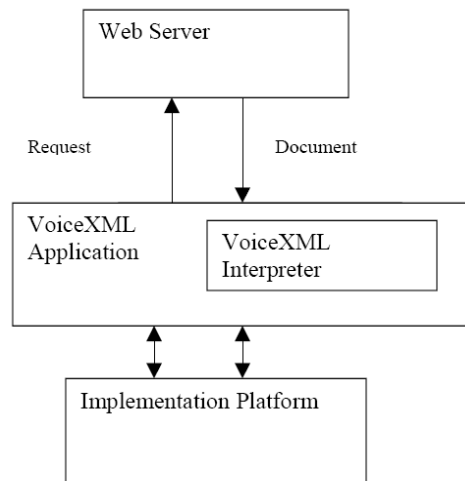 Web Server
Request
Document
VoiceXML
Application
VoiceXML
Interpreter
Implementation Platform